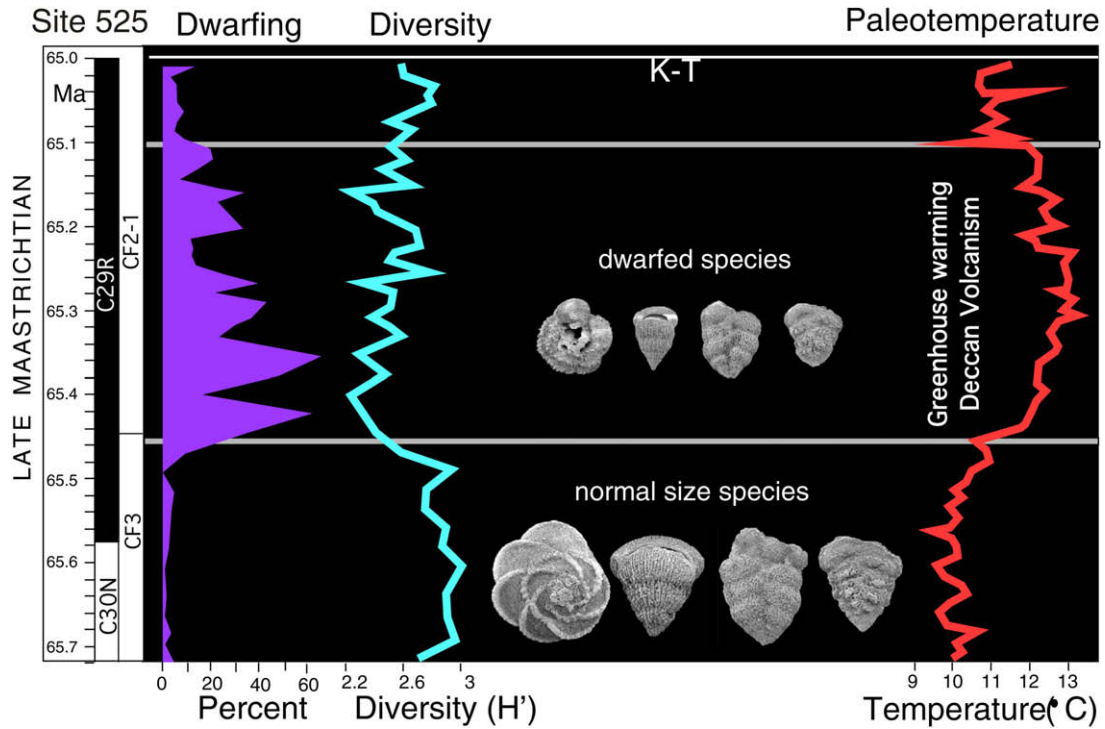 Site 525 Dwarfing Diversity Paleotemperature
65.0
K-T
Ma
65.1
65.2
65.3
65.4
65.5
65.6
65.7
LATE MAASTRICHTIAN
C29R
C30N
CF2-1
CF3
dwarfed species
Greenhouse warming
Deccan Volcanism
normal size species
0 20 40 60 2.2 2.6 3 9 10 11 12 13
Percent Diversity (H') Temperature(° C)